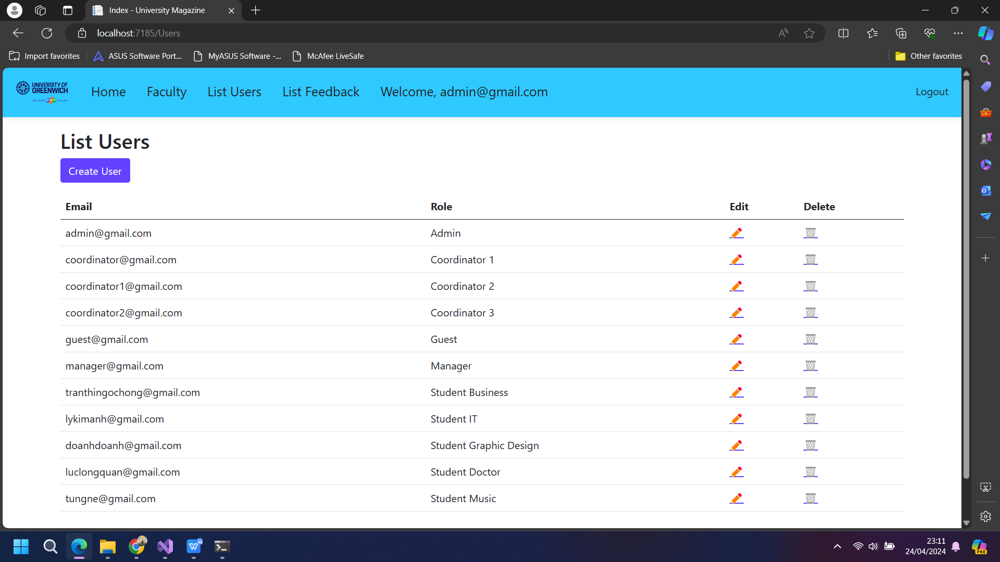 Index - University Magazine
localhost:7185/Users
Import favorites
ASUS Software Port...
MyASUS Software -...
McAfee LiveSafe
Other favorites
UNIVERSITY OF
GREENWICH
Home
Faculty
List Users
List Feedback
Welcome, admin@gmail.com
Logout
List Users
Create User
Email Role Edit Delete
admin@gmail.com Admin
coordinator@gmail.com Coordinator 1
coordinator1@gmail.com Coordinator 2
coordinator2@gmail.com Coordinator 3
guest@gmail.com Guest
manager@gmail.com Manager
tranthingochong@gmail.com Student Business
lykimanh@gmail.com Student IT
doanhdoanh@gmail.com Student Graphic Design
luclongquan@gmail.com Student Doctor
tungne@gmail.com Student Music
23:11
24/04/2024
PRE